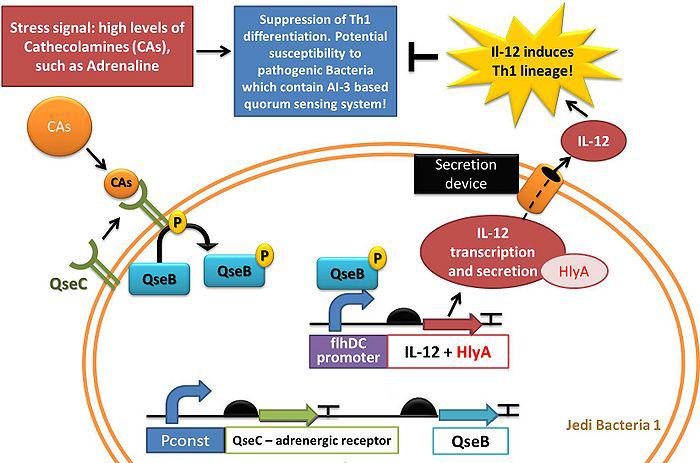 Stress signal: high levels of
Cathecolamines (CAs),
such as Adrenaline
Suppression of Th1
differentiation. Potential
susceptibility to
pathogenic Bacteria
which contain AI-3 based
quorum sensing system!
Il-12 induces
Th1 lineage!
CAs
IL-12
Secretion
device
CAs
P
IL-12
transcription
and secretion
HlyA
QseC
QseB
QseB
P
P
QseB
flhDC
promoter
IL-12 + HlyA
Jedi Bacteria 1
Pconst
QseC – adrenergic receptor
QseB